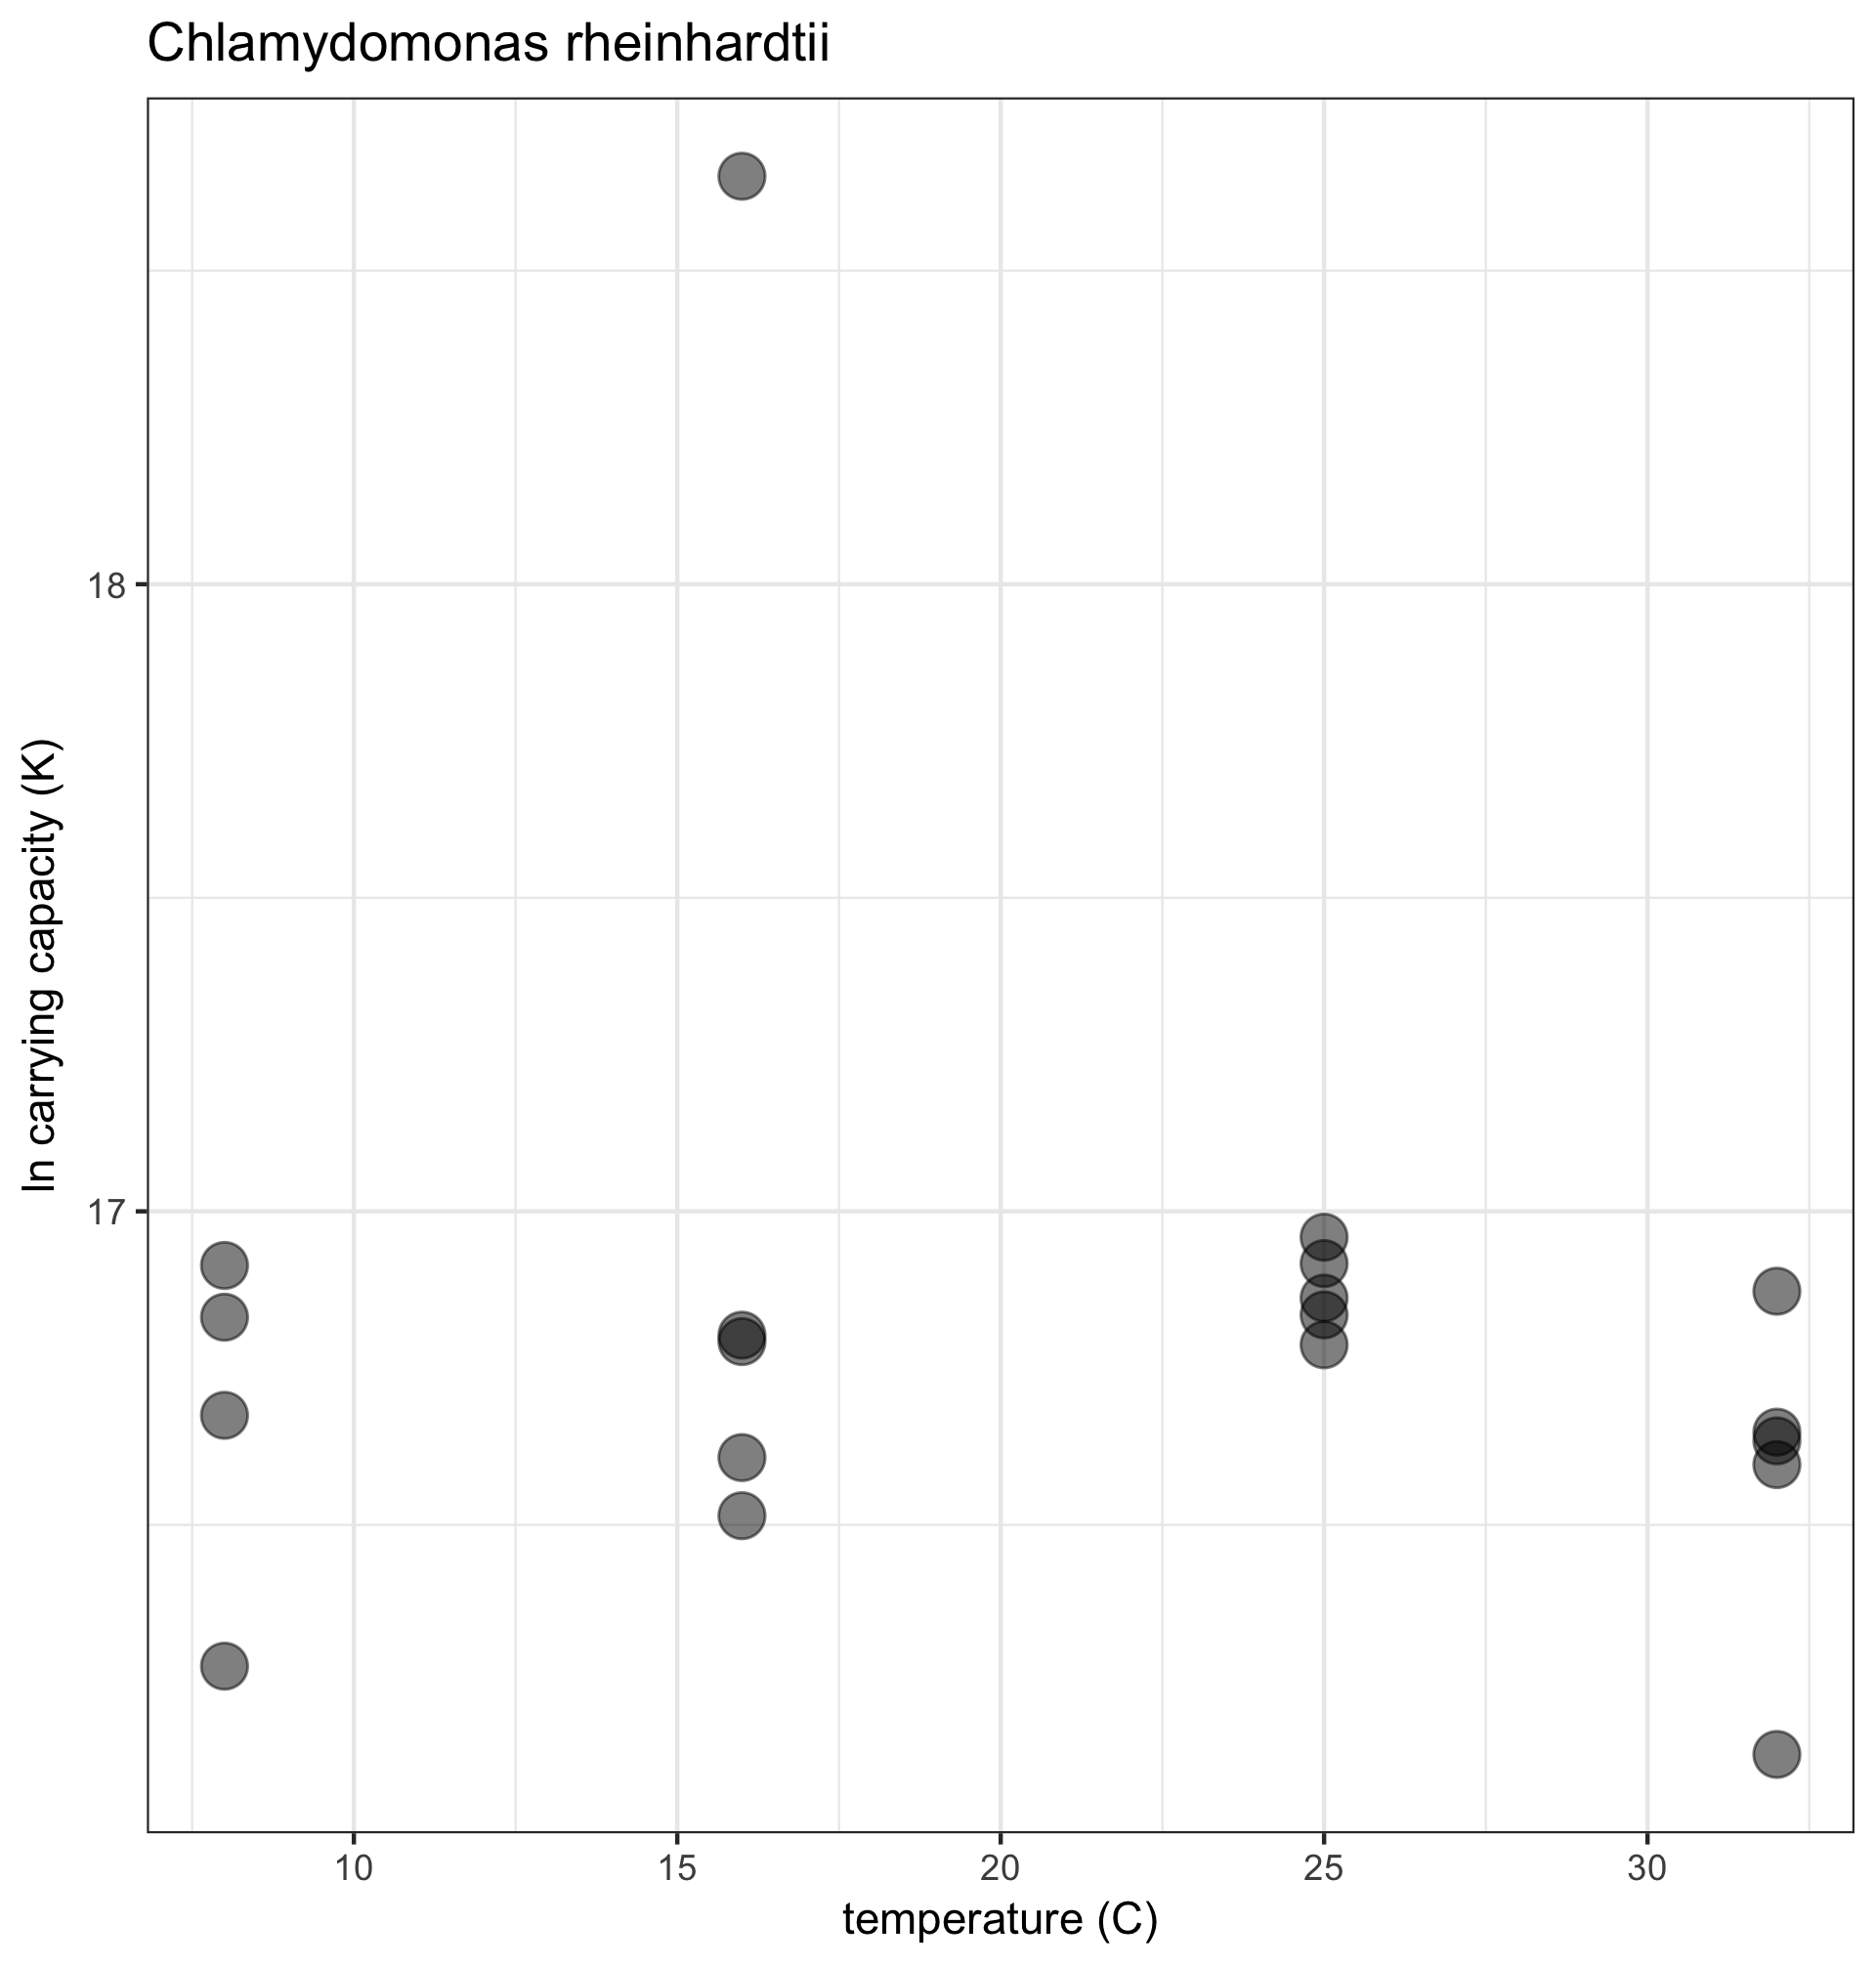 Chlamydomonas rheinhardtii
18
17
ln carrying capacity (K)
10 15 20 25 30
temperature (C)